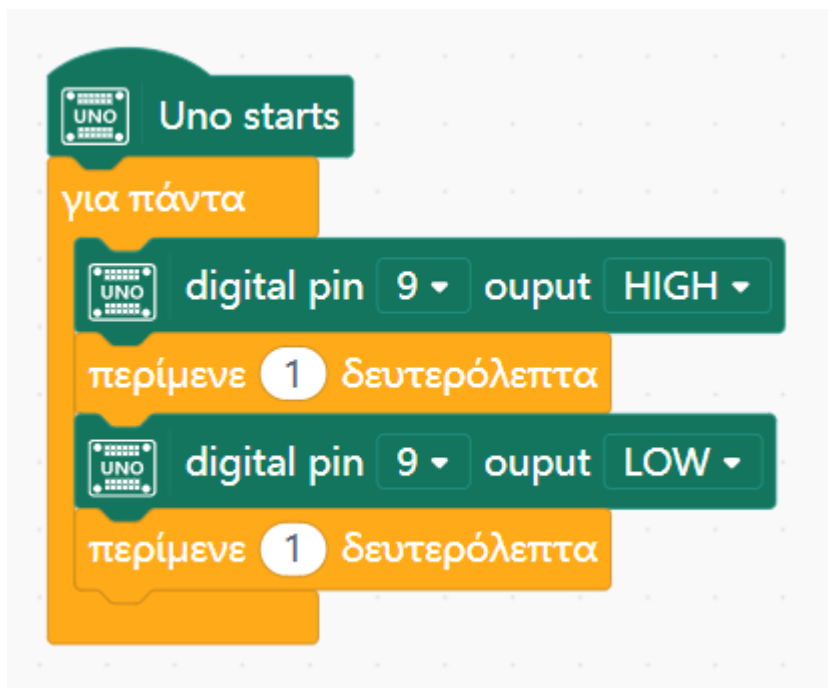 UNO Uno starts
για πάντα
UNO digital pin 9 ouput HIGH
περίμενε 1 δευτερόλεπτα
UNO digital pin 9 ouput LOW
περίμενε 1 δευτερόλεπτα